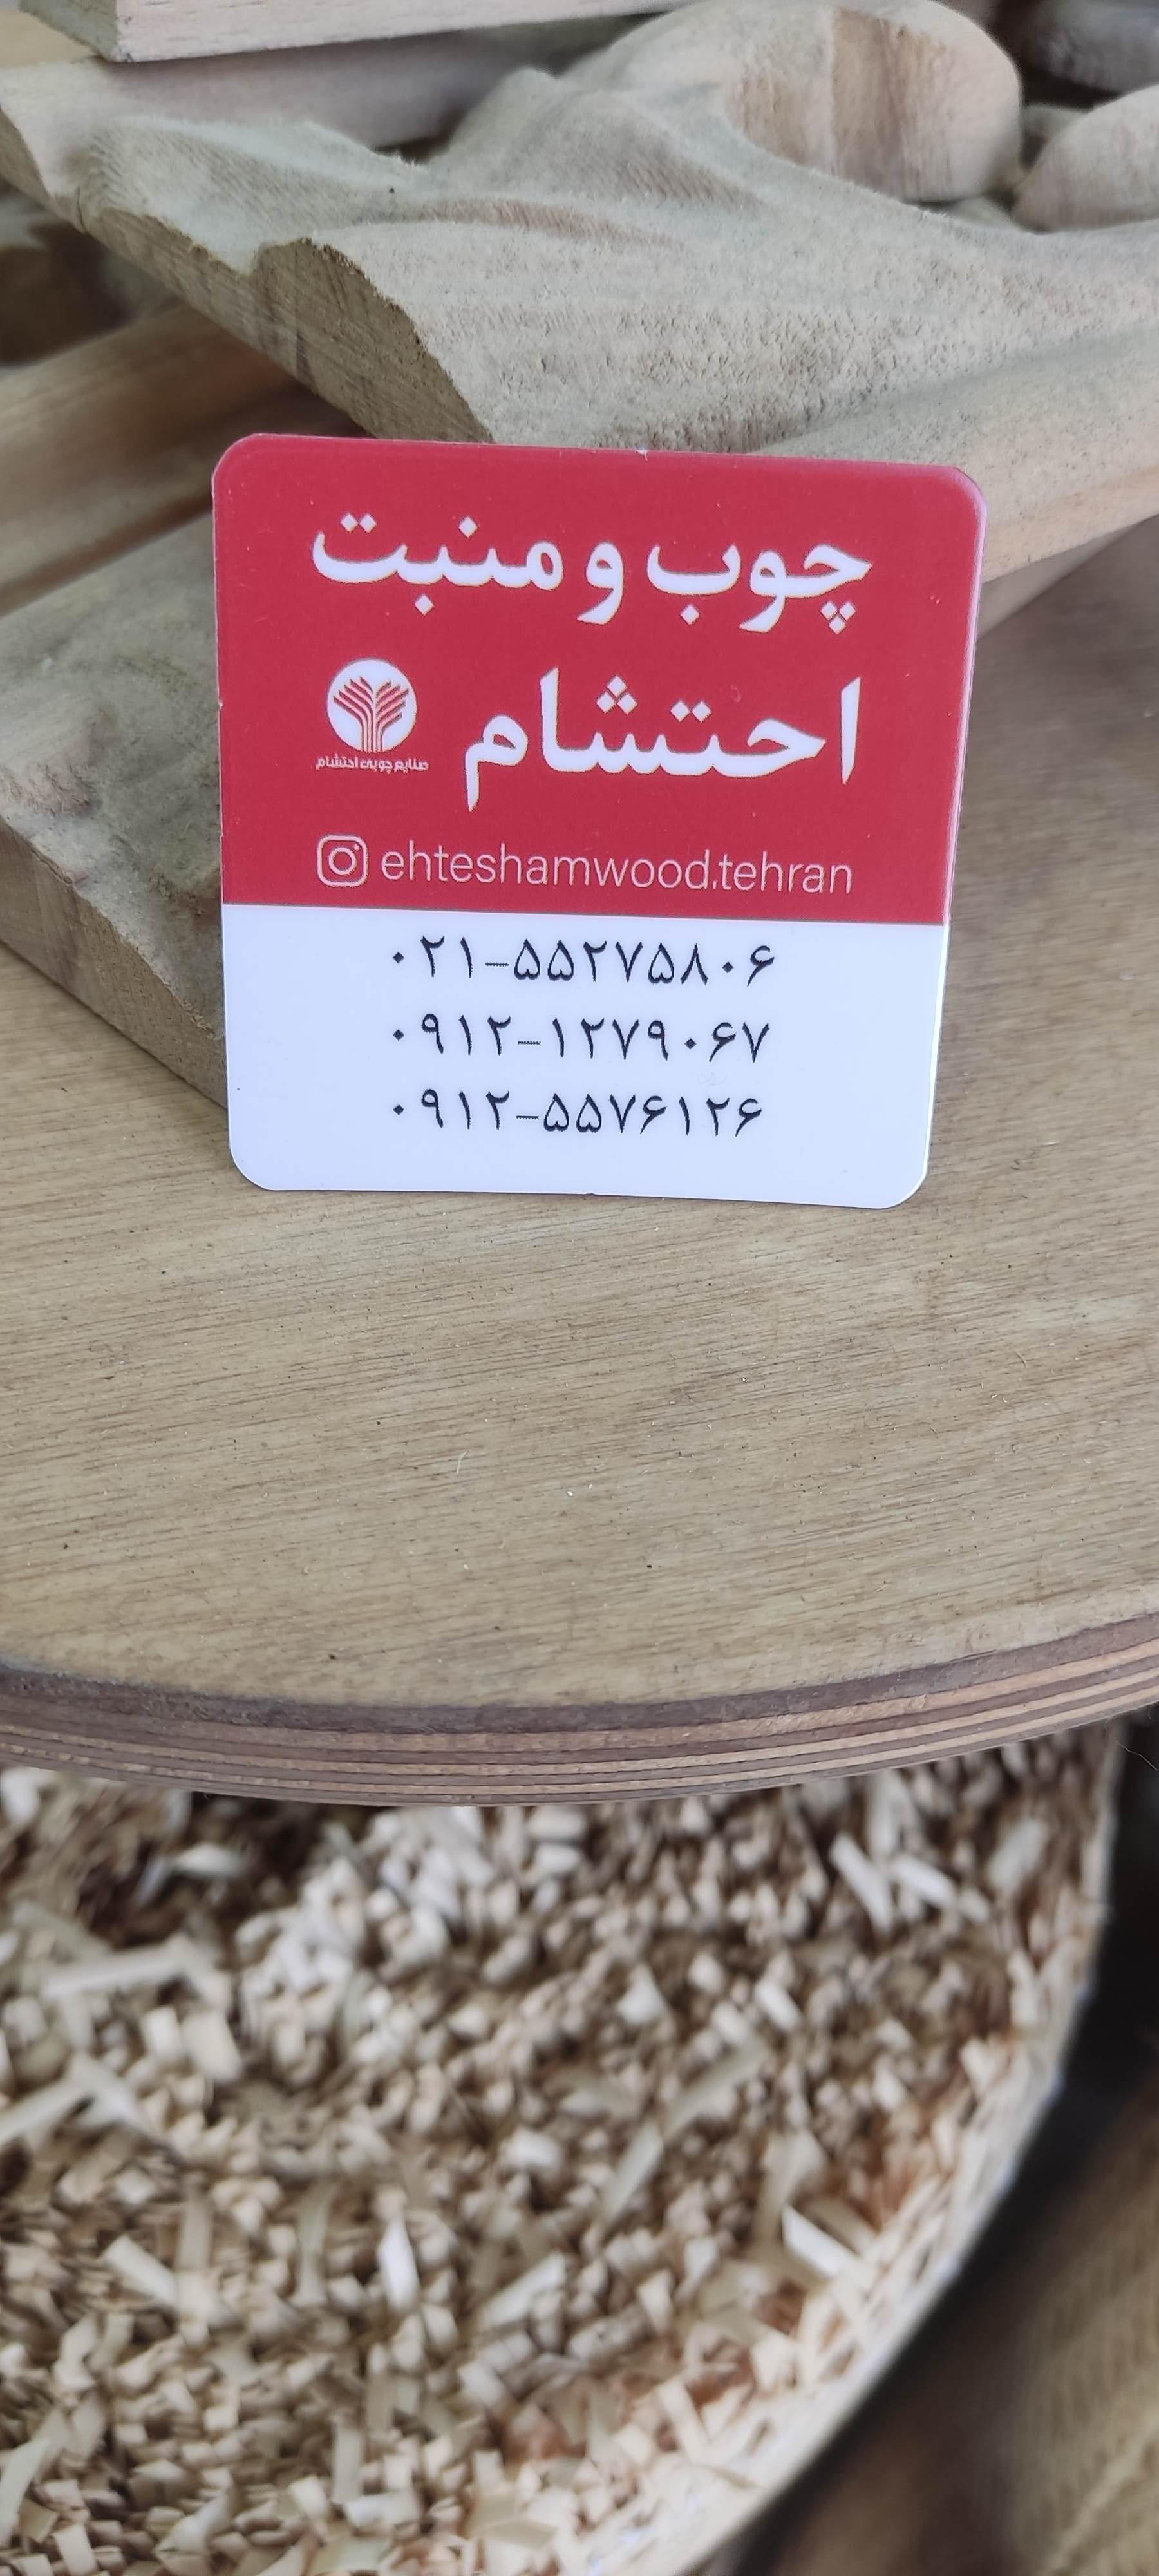 چوب و منبت
احتشام
صنایع چوبی احتشام
ehteshamwood.tehran
۰۲۱-۵۵۲۷۵۸۰۶
۰۹۱۲-۱۲۷۹۰۶۷
۰۹۱۲-۵۵۷۶۱۲۶